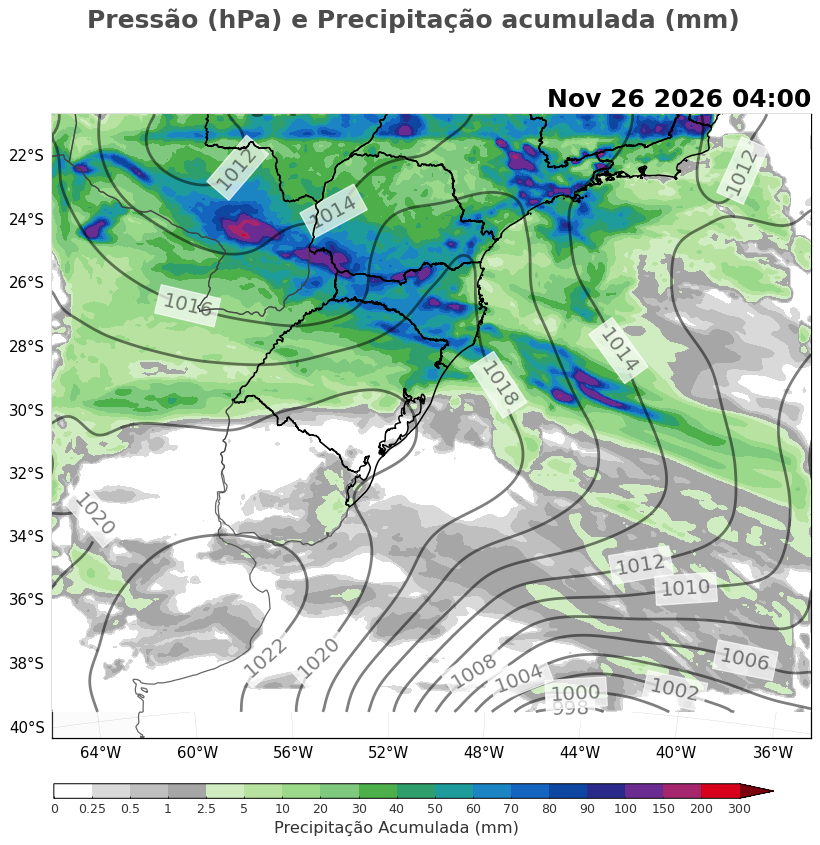 Pressão (hPa) e Precipitação acumulada (mm)
Nov 26 2026 04:00
22°S
24°S
26°S
28°S
30°S
32°S
34°S
36°S
38°S
40°S
1012
1014
1012
1016
1014
1018
1020
1012
1010
1022
1020
1008
1004
1000
998
1002
1006
64°W 60°W 56°W 52°W 48°W 44°W 40°W 36°W
0 0.25 0.5 1 2.5 5 10 20 30 40 50 60 70 80 90 100 150 200 300
Precipitação Acumulada (mm)